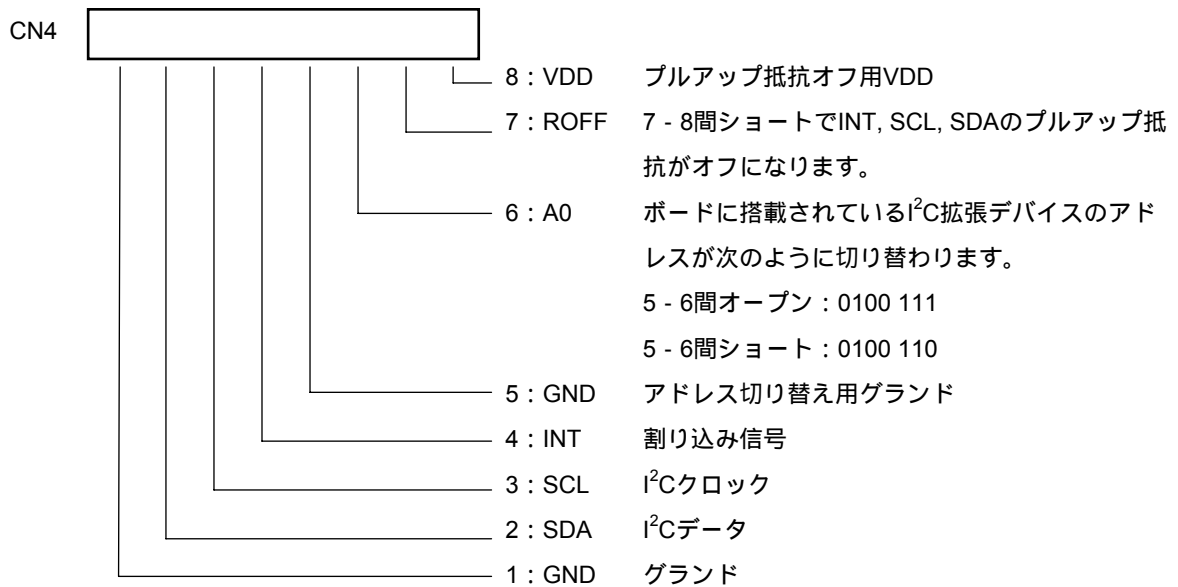 CN4
8：VDD プルアップ抵抗オフ用VDD
7：ROFF 7 - 8間ショートでINT, SCL, SDAのプルアップ抵
抗がオフになります。
6：A0 ボードに搭載されているI²C拡張デバイスのアド
レスが次のように切り替わります。
5 - 6間オープン：0100 111
5 - 6間ショート：0100 110
5：GND アドレス切り替え用グランド
4：INT 割り込み信号
3：SCL I²Cクロック
2：SDA I²Cデータ
1：GND グランド